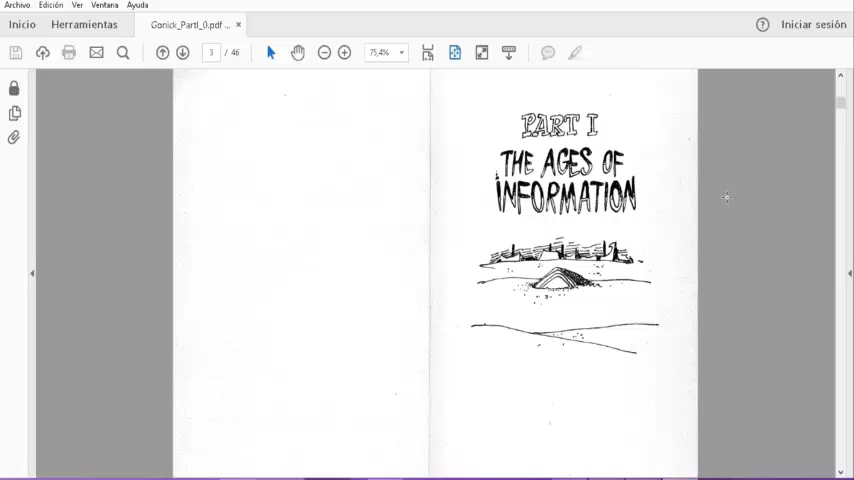 Archivo Edición Ver Ventana Ayuda
Inicio Herramientas Gonick_PartI_0.pdf ... × ? Iniciar sesión
3 / 46 75,4%
PART I
THE AGES OF
INFORMATION